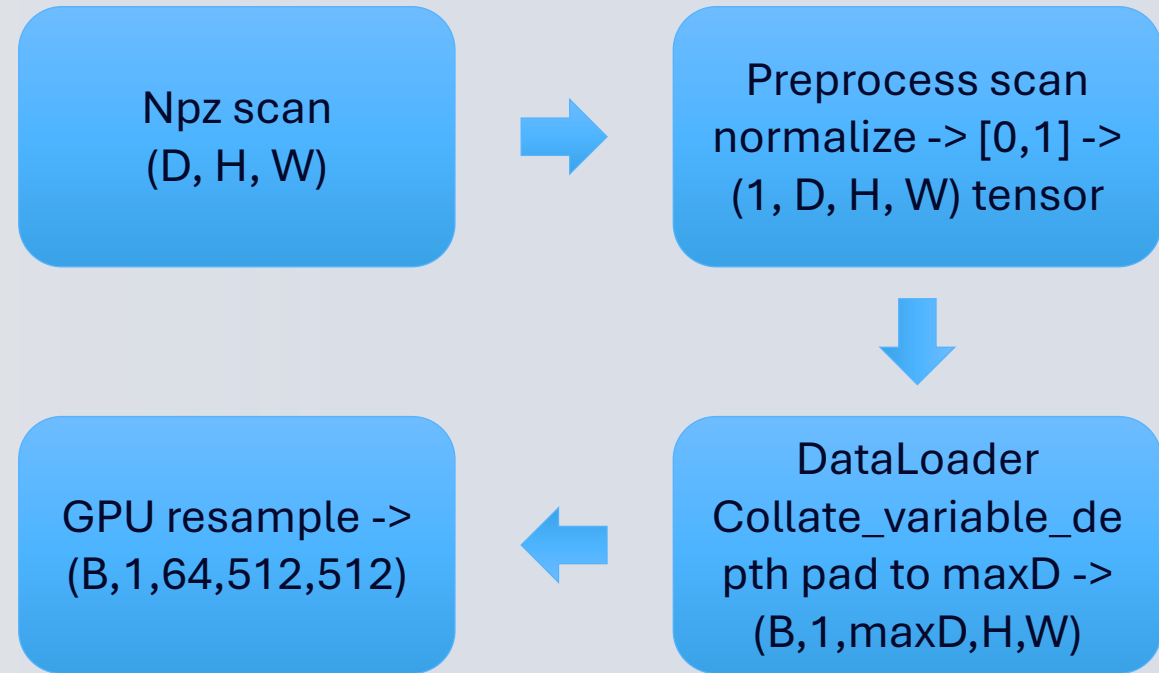 Npz scan
(D, H, W)
Preprocess scan
normalize -> [0,1] ->
(1, D, H, W) tensor
DataLoader
Collate_variable_de
pth pad to maxD ->
(B,1,maxD,H,W)
GPU resample ->
(B,1,64,512,512)